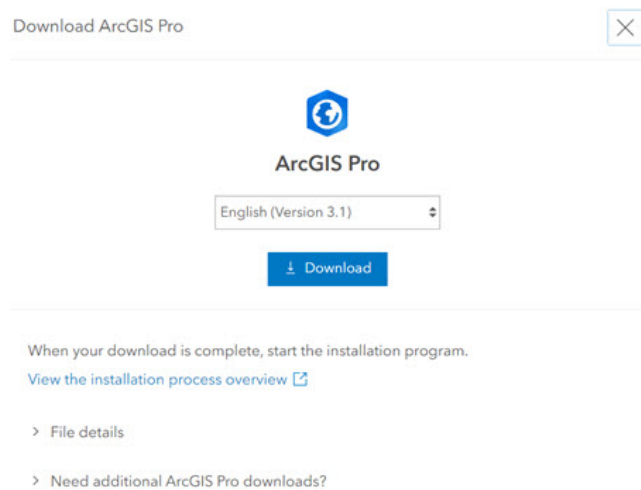 Download ArcGIS Pro
ArcGIS Pro
English (Version 3.1)
Download
When your download is complete, start the installation program.
View the installation process overview
File details
Need additional ArcGIS Pro downloads?